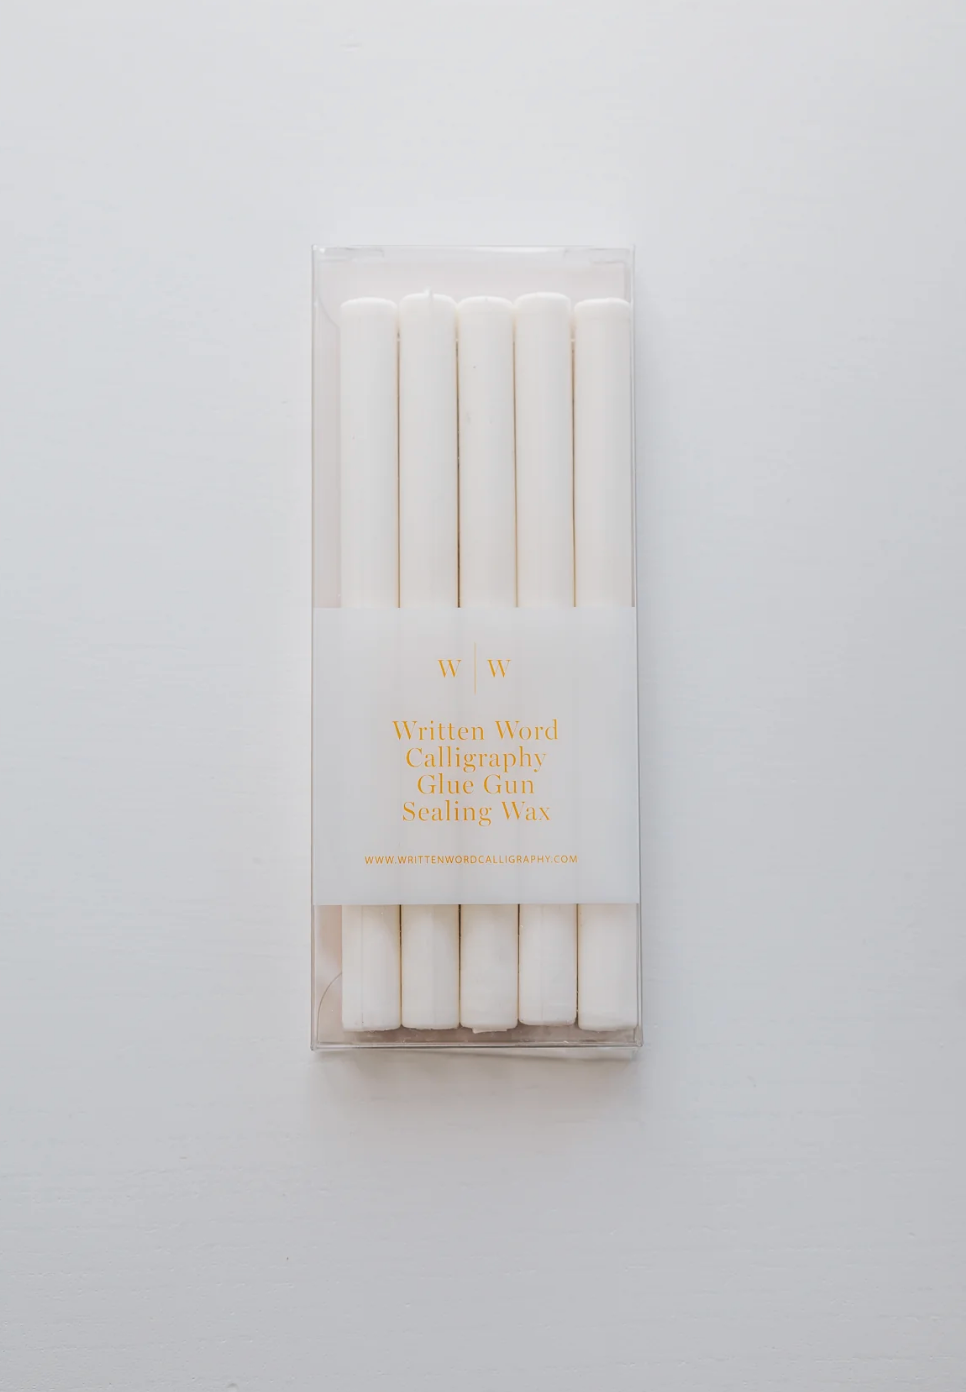 W | W
Written Word
Calligraphy
Glue Gun
Sealing Wax
WWW.WRITTENWORDCALLIGRAPHY.COM